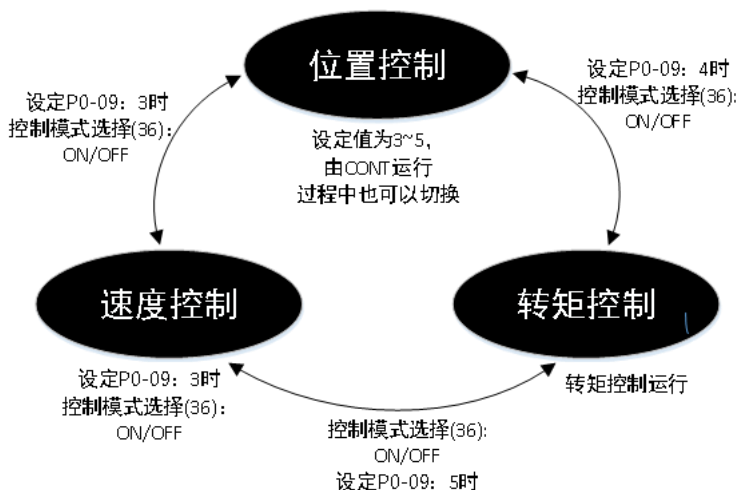 位置控制
设定P0-09：3时
控制模式选择(36)：
ON/OFF
设定P0-09：4时
控制模式选择(36):
ON/OFF
设定值为3~5，
由CONT运行
过程中也可以切换
速度控制
转矩控制
设定P0-09：3时
控制模式选择(36)：
ON/OFF
转矩控制运行
控制模式选择(36):
ON/OFF
设定P0-09：5时